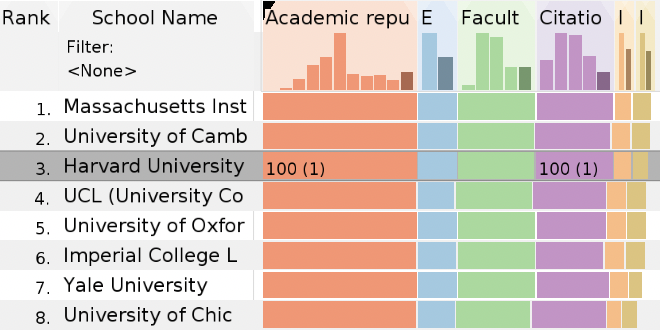 Rank School Name Academic repu E Facult Citatio I I
Filter:
<None>
1. Massachusetts Inst
2. University of Camb
3. Harvard University 100 (1) 100 (1)
4. UCL (University Co
5. University of Oxfor
6. Imperial College L
7. Yale University
8. University of Chic